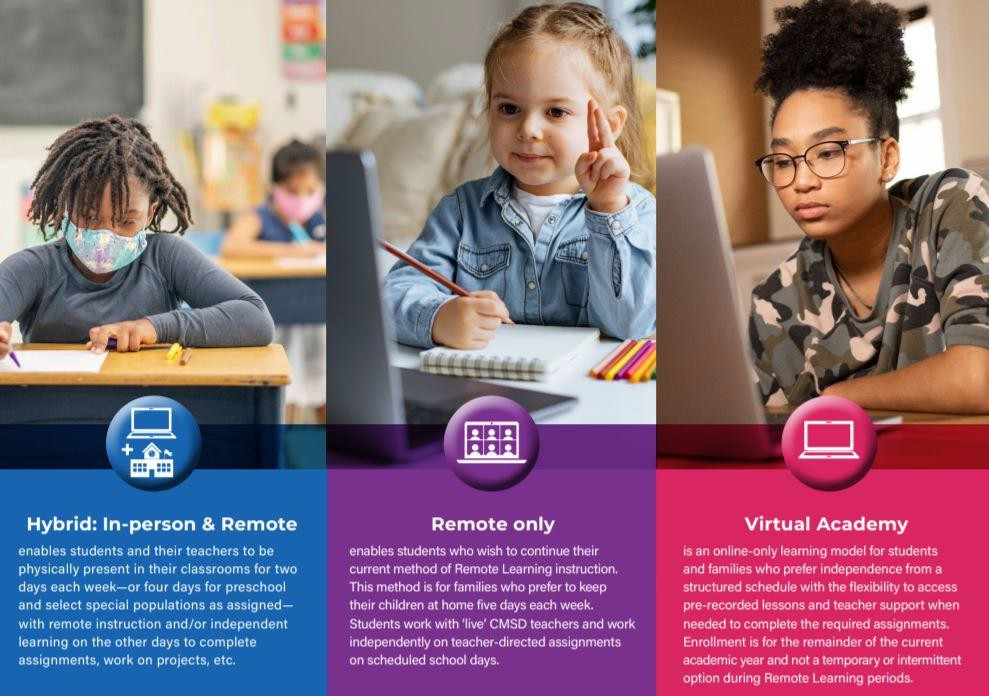 Hybrid: In-person & Remote
enables students and their teachers to be
physically present in their classrooms for two
days each week—or four days for preschool
and select special populations as assigned—
with remote instruction and/or independent
learning on the other days to complete
assignments, work on projects, etc.
Remote only
enables students who wish to continue their
current method of Remote Learning instruction.
This method is for families who prefer to keep
their children at home five days each week.
Students work with ‘live’ CMSD teachers and work
independently on teacher-directed assignments
on scheduled school days.
Virtual Academy
is an online-only learning model for students
and families who prefer independence from a
structured schedule with the flexibility to access
pre-recorded lessons and teacher support when
needed to complete the required assignments.
Enrollment is for the remainder of the current
academic year and not a temporary or intermittent
option during Remote Learning periods.